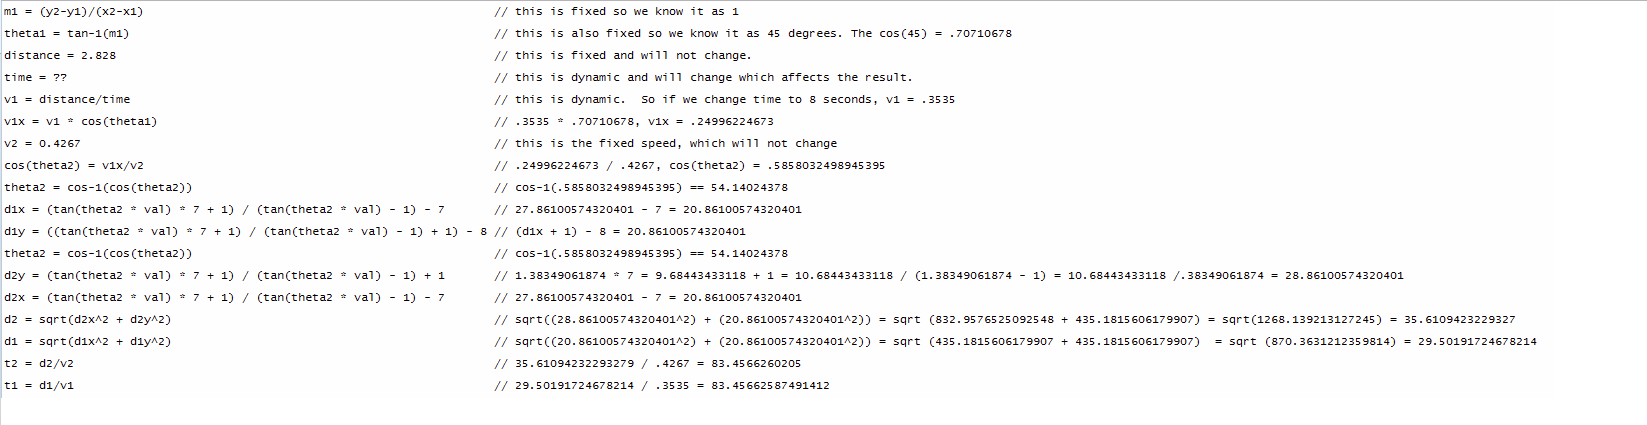 m1 = (y2-y1)/(x2-x1) // this is fixed so we know it as 1
theta1 = tan-1(m1) // this is also fixed so we know it as 45 degrees. The cos(45) = .70710678
distance = 2.828 // this is fixed and will not change.
time = ?? // this is dynamic and will change which affects the result.
v1 = distance/time // this is dynamic.  So if we change time to 8 seconds, v1 = .3535
v1x = v1 * cos(theta1) // .3535 * .70710678, v1x = .24996224673
v2 = 0.4267 // this is the fixed speed, which will not change
cos(theta2) = v1x/v2 // .24996224673 / .4267, cos(theta2) = .5858032498945395
theta2 = cos-1(cos(theta2)) // cos-1(.5858032498945395) == 54.14024378
d1x = (tan(theta2 * val) * 7 + 1) / (tan(theta2 * val) - 1) - 7 // 27.86100574320401 - 7 = 20.86100574320401
d1y = ((tan(theta2 * val) * 7 + 1) / (tan(theta2 * val) - 1) + 1) - 8 // (d1x + 1) - 8 = 20.86100574320401
theta2 = cos-1(cos(theta2)) // cos-1(.5858032498945395) == 54.14024378
d2y = (tan(theta2 * val) * 7 + 1) / (tan(theta2 * val) - 1) + 1 // 1.38349061874 * 7 = 9.68443433118 + 1 = 10.68443433118 / (1.38349061874 - 1) = 10.68443433118 /.38349061874 = 28.86100574320401
d2x = (tan(theta2 * val) * 7 + 1) / (tan(theta2 * val) - 1) - 7 // 27.86100574320401 - 7 = 20.86100574320401
d2 = sqrt(d2x^2 + d2y^2) // sqrt((28.86100574320401^2) + (20.86100574320401^2)) = sqrt (832.9576525092548 + 435.1815606179907) = sqrt(1268.139213127245) = 35.6109423229327
d1 = sqrt(d1x^2 + d1y^2) // sqrt((20.86100574320401^2) + (20.86100574320401^2)) = sqrt (435.1815606179907 + 435.1815606179907)  = sqrt (870.3631212359814) = 29.50191724678214
t2 = d2/v2 // 35.61094232293279 / .4267 = 83.4566260205
t1 = d1/v1 // 29.50191724678214 / .3535 = 83.45662587491412